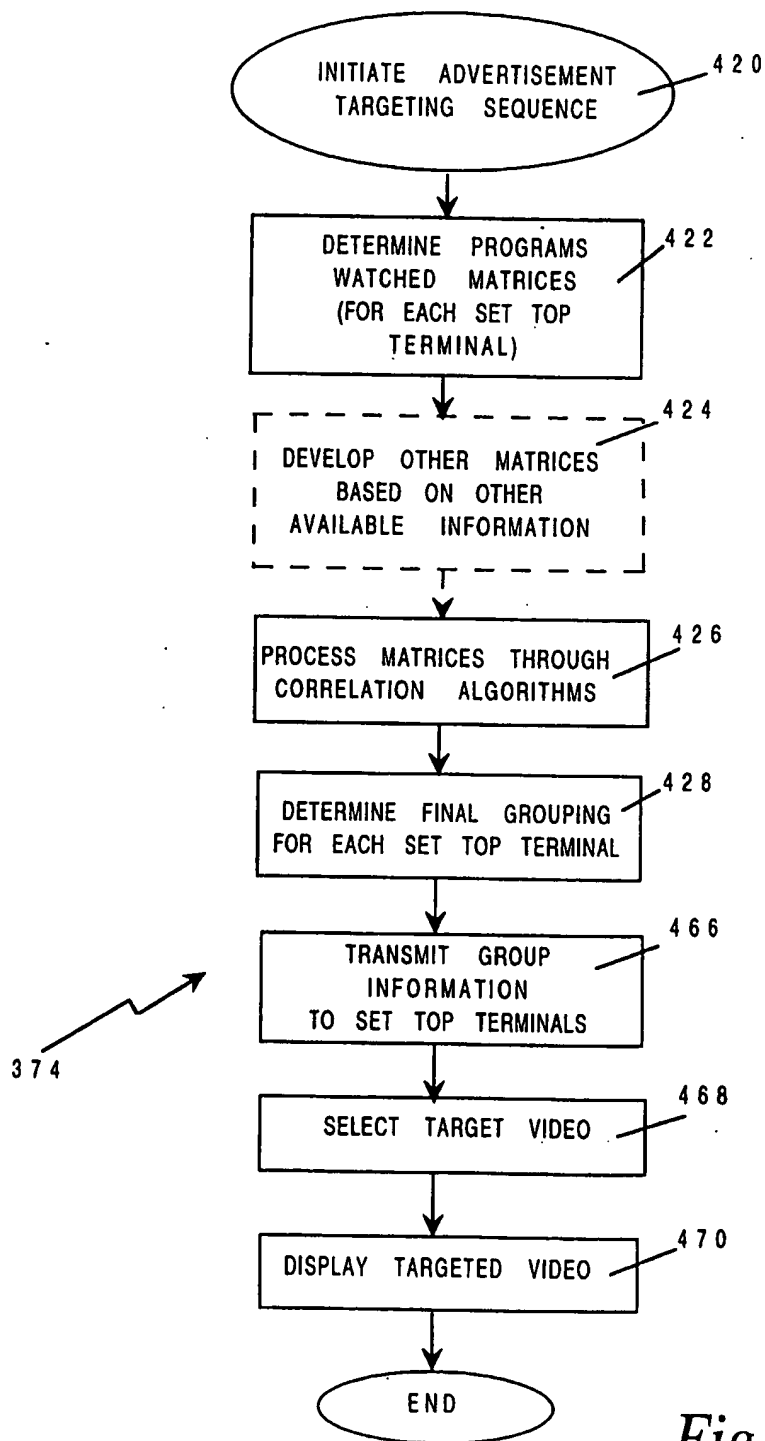 INITIATE ADVERTISEMENT
TARGETING SEQUENCE
420
DETERMINE PROGRAMS
WATCHED MATRICES
(FOR EACH SET TOP
TERMINAL)
422
DEVELOP OTHER MATRICES
BASED ON OTHER
AVAILABLE INFORMATION
424
PROCESS MATRICES THROUGH
CORRELATION ALGORITHMS
426
DETERMINE FINAL GROUPING
FOR EACH SET TOP TERMINAL
428
TRANSMIT GROUP
INFORMATION
TO SET TOP TERMINALS
466
374
SELECT TARGET VIDEO
468
DISPLAY TARGETED VIDEO
470
END
Fig